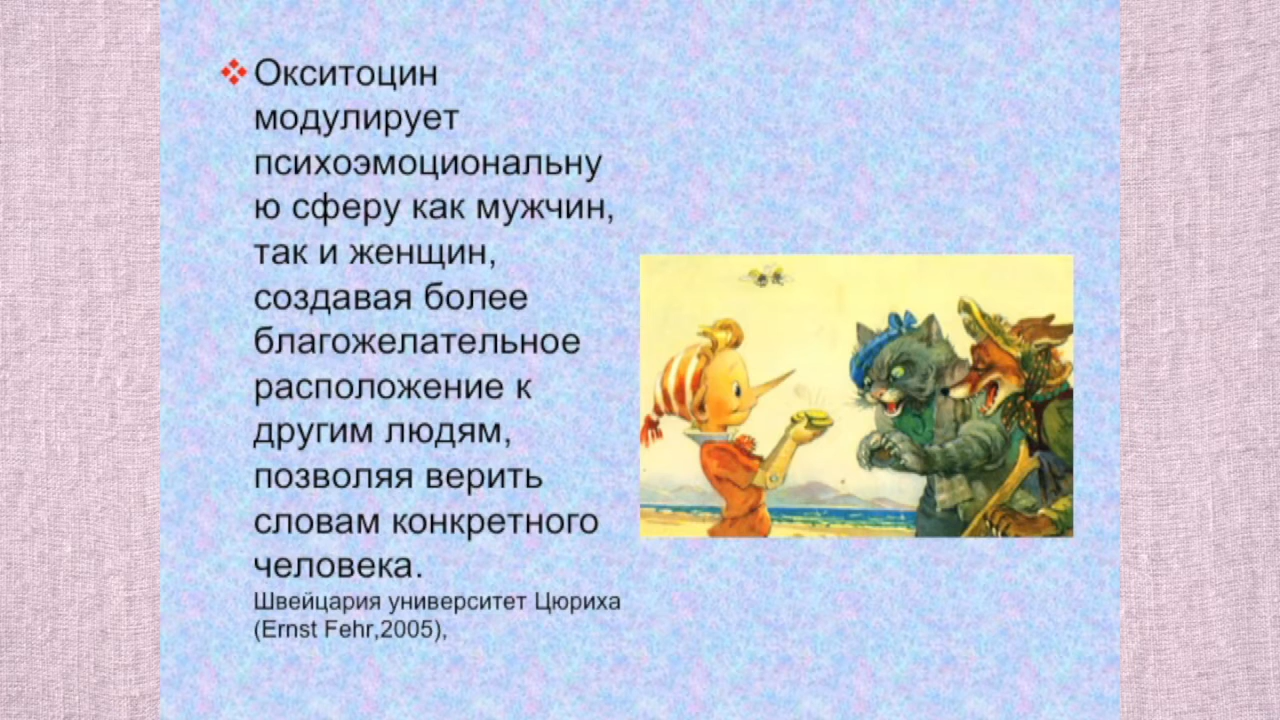 Окситоцин
модулирует
психоэмоциональну
ю сферу как мужчин,
так и женщин,
создавая более
благожелательное
расположение к
другим людям,
позволяя верить
словам конкретного
человека.
Швейцария университет Цюриха
(Ernst Fehr,2005),